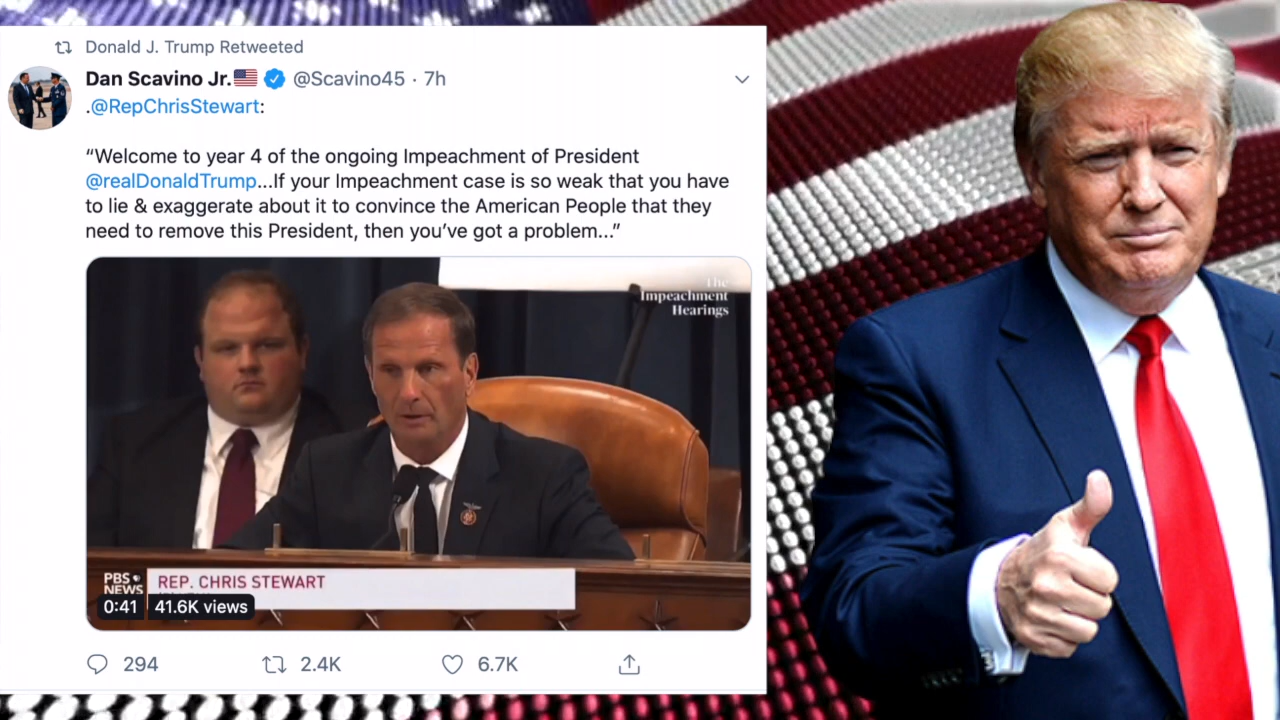 Donald J. Trump Retweeted
Dan Scavino Jr. @Scavino45 · 7h
.@RepChrisStewart:
“Welcome to year 4 of the ongoing Impeachment of President
@realDonaldTrump...If your Impeachment case is so weak that you have
to lie & exaggerate about it to convince the American People that they
need to remove this President, then you’ve got a problem...”
The
Impeachment
Hearings
PBS
NEWS
REP. CHRIS STEWART
0:41
41.6K views
294
2.4K
6.7K